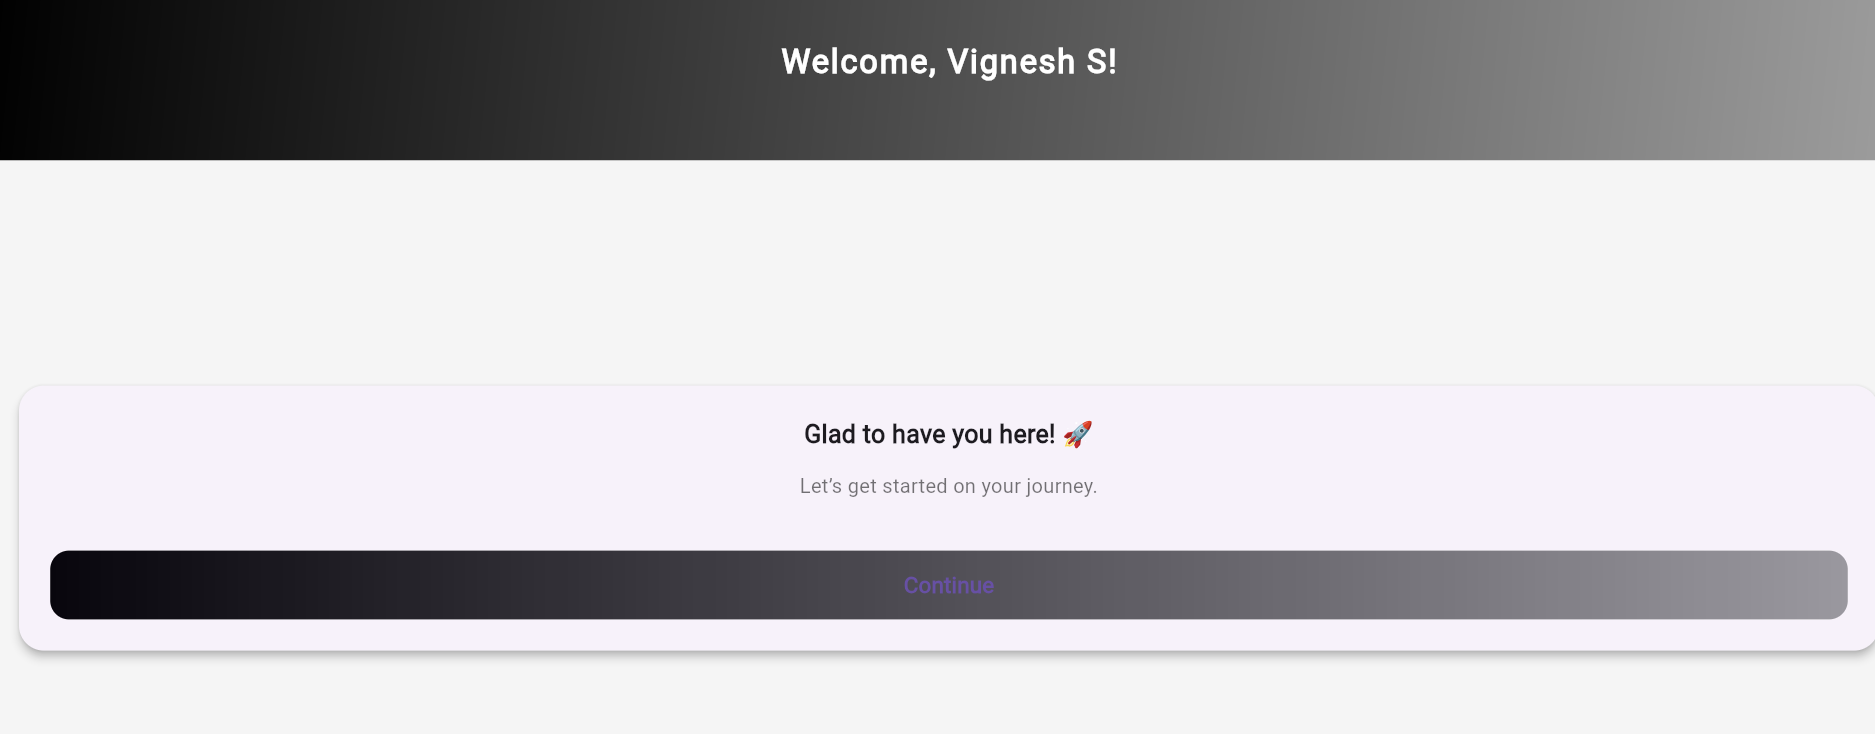 Welcome, Vignesh S!
Glad to have you here! 🚀
Let’s get started on your journey.
Continue